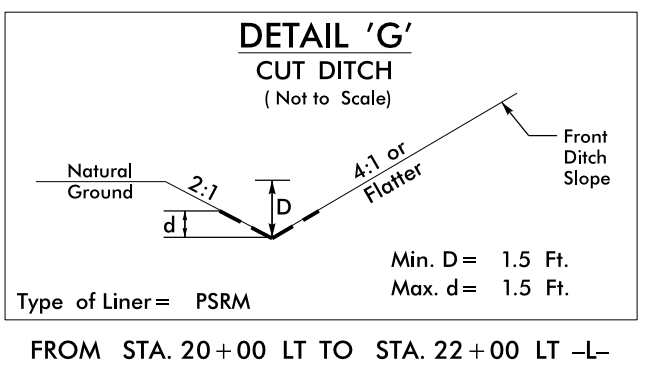 DETAIL 'G'
CUT DITCH
( Not to Scale)
Natural
Ground
2:1
D
d
4:1 or
Flatter
Front
Ditch
Slope
Min. D = 1.5 Ft.
Max. d = 1.5 Ft.
Type of Liner = PSRM
FROM STA. 20+00 LT TO STA. 22+00 LT -L-